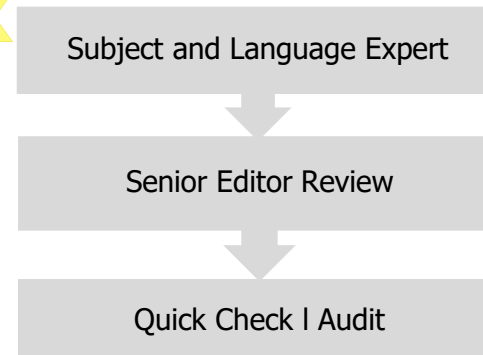 Subject and Language Expert
Senior Editor Review
Quick Check l Audit